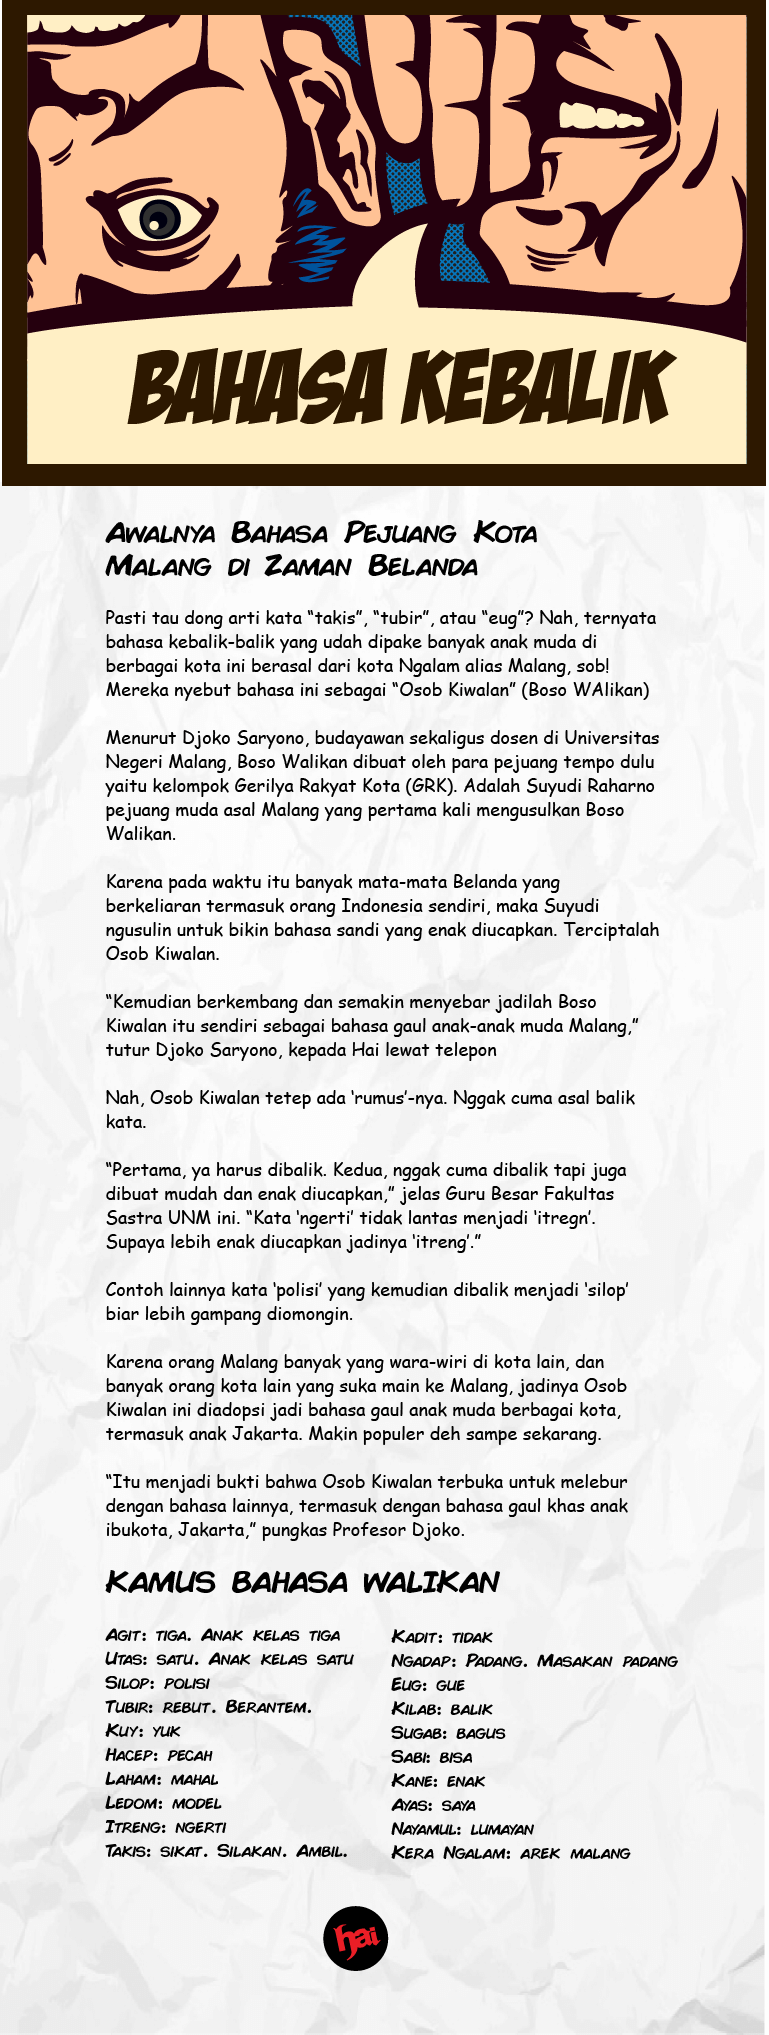 BAHASA KEBALIK
Awalnya Bahasa Pejuang Kota
Malang di Zaman Belanda
Pasti tau dong arti kata “takis”, “tubir”, atau “eug”? Nah, ternyata
bahasa kebalik-balik yang udah dipake banyak anak muda di
berbagai kota ini berasal dari kota Ngalam alias Malang, sob!
Mereka nyebut bahasa ini sebagai “Osob Kiwalan” (Boso WAlikan)
Menurut Djoko Saryono, budayawan sekaligus dosen di Universitas
Negeri Malang, Boso Walikan dibuat oleh para pejuang tempo dulu
yaitu kelompok Gerilya Rakyat Kota (GRK). Adalah Suyudi Raharno
pejuang muda asal Malang yang pertama kali mengusulkan Boso
Walikan.
Karena pada waktu itu banyak mata-mata Belanda yang
berkeliaran termasuk orang Indonesia sendiri, maka Suyudi
ngusulin untuk bikin bahasa sandi yang enak diucapkan. Terciptalah
Osob Kiwalan.
“Kemudian berkembang dan semakin menyebar jadilah Boso
Kiwalan itu sendiri sebagai bahasa gaul anak-anak muda Malang,”
tutur Djoko Saryono, kepada Hai lewat telepon
Nah, Osob Kiwalan tetep ada ‘rumus’-nya. Nggak cuma asal balik
kata.
“Pertama, ya harus dibalik. Kedua, nggak cuma dibalik tapi juga
dibuat mudah dan enak diucapkan,” jelas Guru Besar Fakultas
Sastra UNM ini. “Kata ‘ngerti’ tidak lantas menjadi ‘itregn’.
Supaya lebih enak diucapkan jadinya ‘itreng’.”
Contoh lainnya kata ‘polisi’ yang kemudian dibalik menjadi ‘silop’
biar lebih gampang diomongin.
Karena orang Malang banyak yang wara-wiri di kota lain, dan
banyak orang kota lain yang suka main ke Malang, jadinya Osob
Kiwalan ini diadopsi jadi bahasa gaul anak muda berbagai kota,
termasuk anak Jakarta. Makin populer deh sampe sekarang.
“Itu menjadi bukti bahwa Osob Kiwalan terbuka untuk melebur
dengan bahasa lainnya, termasuk dengan bahasa gaul khas anak
ibukota, Jakarta,” pungkas Profesor Djoko.
KAMUS BAHASA WALIKAN
Agit: tiga. Anak kelas tiga
Utas: satu. Anak kelas satu
Silop: polisi
Tubir: rebut. Berantem.
Kuy: yuk
Hacep: pecah
Laham: mahal
Ledom: model
Itreng: ngerti
Takis: sikat. Silakan. Ambil.
Kadit: tidak
Ngadap: Padang. Masakan padang
Eug: gue
Kilab: balik
Sugab: bagus
Sabi: bisa
Kane: enak
Ayas: saya
Nayamul: lumayan
Kera Ngalam: arek malang
hai